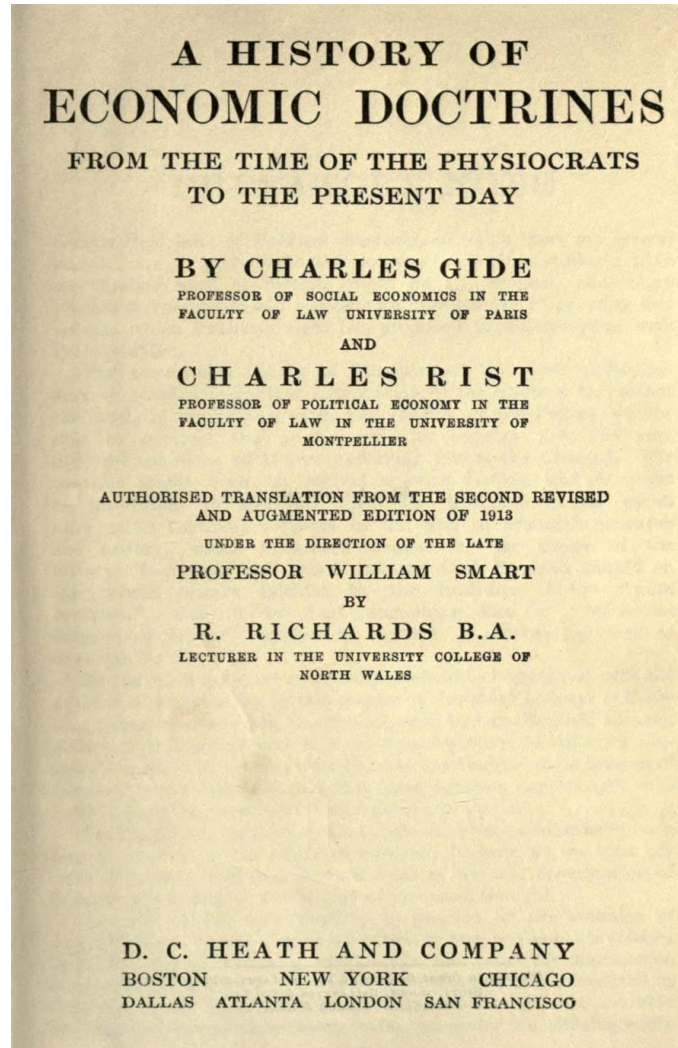 A HISTORY OF
ECONOMIC DOCTRINES
FROM THE TIME OF THE PHYSIOCRATS
TO THE PRESENT DAY
BY CHARLES GIDE
PROFESSOR OF SOCIAL ECONOMICS IN THE
FACULTY OF LAW UNIVERSITY OF PARIS
AND
CHARLES RIST
PROFESSOR OF POLITICAL ECONOMY IN THE
FACULTY OF LAW IN THE UNIVERSITY OF
MONTPELLIER
AUTHORISED TRANSLATION FROM THE SECOND REVISED
AND AUGMENTED EDITION OF 1913
UNDER THE DIRECTION OF THE LATE
PROFESSOR WILLIAM SMART
BY
R. RICHARDS B.A.
LECTURER IN THE UNIVERSITY COLLEGE OF
NORTH WALES
D. C. HEATH AND COMPANY
BOSTON NEW YORK CHICAGO
DALLAS ATLANTA LONDON SAN FRANCISCO